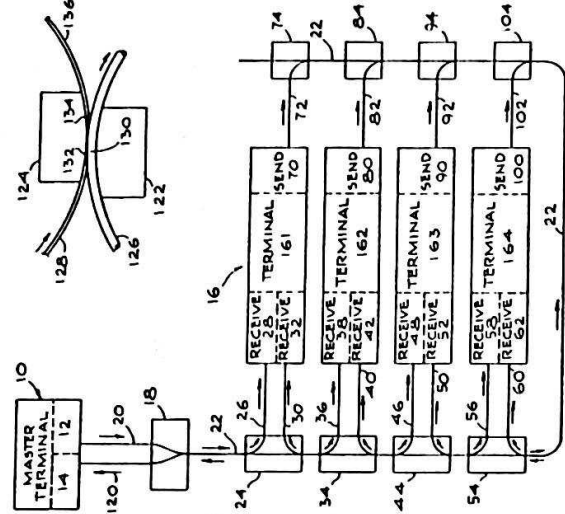 10
MASTER
TERMINAL
14 12
120
20
18
22
124
136
132 134
130
128
126
122
16
24
26
30
RECEIVE
28
RECEIVE
32
TERMINAL
161
SEND
70
72
74
22
34
36
40
RECEIVE
38
RECEIVE
42
TERMINAL
162
SEND
80
82
84
44
46
50
RECEIVE
48
RECEIVE
52
TERMINAL
163
SEND
90
92
94
54
56
60
RECEIVE
58
RECEIVE
62
TERMINAL
164
SEND
100
102
104
22